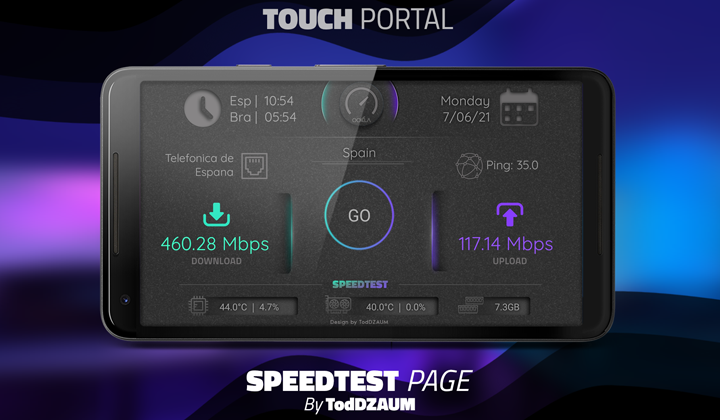 TOUCH PORTAL
Esp | 10:54
Bra | 05:54
OOKLA
Monday
7/06/21
Telefonica de
Espana
Spain
Ping: 35.0
GO
460.28 Mbps
DOWNLOAD
117.14 Mbps
UPLOAD
SPEEDTEST
44.0°C | 4.7%
40.0°C | 0.0%
7.3GB
Design by TodDZAUM
SPEEDTEST PAGE
By TodDZAUM